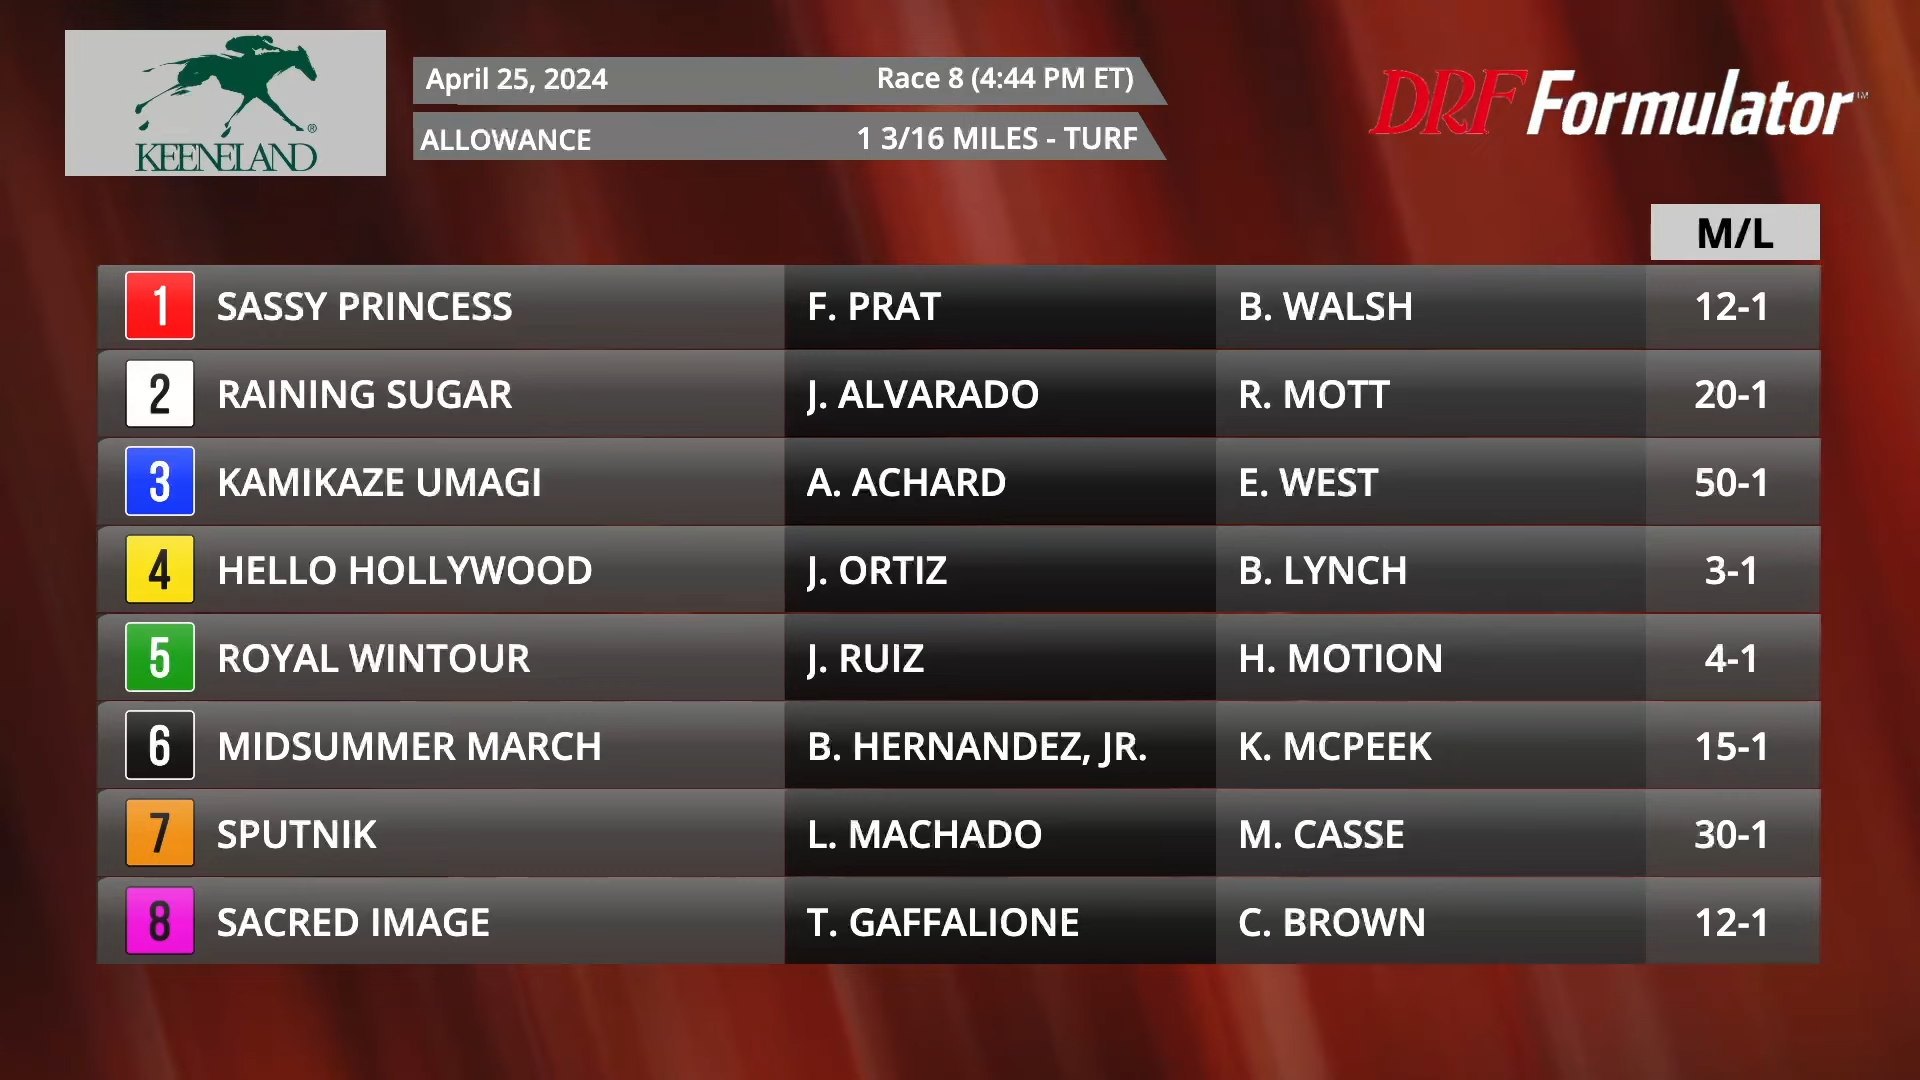 KEENELAND
®
April 25, 2024 Race 8 (4:44 PM ET)
ALLOWANCE 1 3/16 MILES - TURF
DRF Formulator™
M/L
1 SASSY PRINCESS F. PRAT B. WALSH 12-1
2 RAINING SUGAR J. ALVARADO R. MOTT 20-1
3 KAMIKAZE UMAGI A. ACHARD E. WEST 50-1
4 HELLO HOLLYWOOD J. ORTIZ B. LYNCH 3-1
5 ROYAL WINTOUR J. RUIZ H. MOTION 4-1
6 MIDSUMMER MARCH B. HERNANDEZ, JR. K. MCPEEK 15-1
7 SPUTNIK L. MACHADO M. CASSE 30-1
8 SACRED IMAGE T. GAFFALIONE C. BROWN 12-1